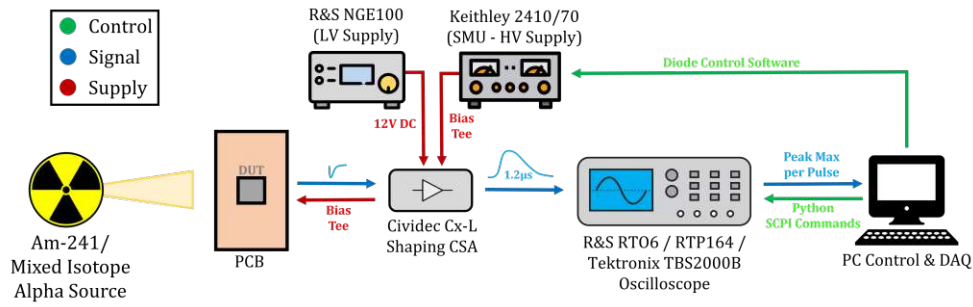 Control
Signal
Supply
R&S NGE100
(LV Supply)
Keithley 2410/70
(SMU - HV Supply)
Diode Control Software
12V DC
Bias
Tee
DUT
Bias
Tee
1.2μs
Peak Max
per Pulse
Python
SCPI Commands
Am-241/
Mixed Isotope
Alpha Source
PCB
Cividec Cx-L
Shaping CSA
R&S RTO6 / RTP164 /
Tektronix TBS2000B
Oscilloscope
PC Control & DAQ